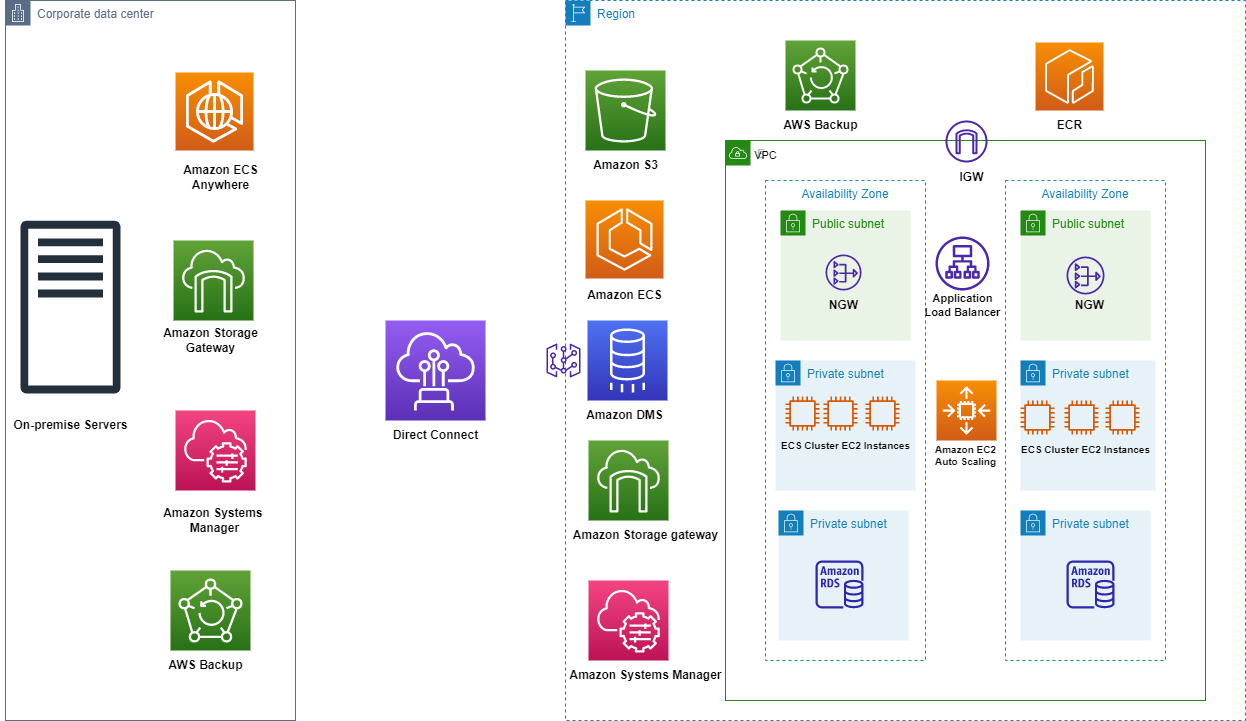 Corporate data center
Amazon ECS
Anywhere
Amazon Storage
Gateway
On-premise Servers
Amazon Systems
Manager
AWS Backup
Direct Connect
Region
Amazon S3
Amazon ECS
Amazon DMS
Amazon Storage gateway
Amazon Systems Manager
AWS Backup
ECR
VPC
IGW
Availability Zone
Public subnet
NGW
Private subnet
ECS Cluster EC2 Instances
Private subnet
Amazon
RDS
Application
Load Balancer
Amazon EC2
Auto Scaling
Availability Zone
Public subnet
NGW
Private subnet
ECS Cluster EC2 Instances
Private subnet
Amazon
RDS